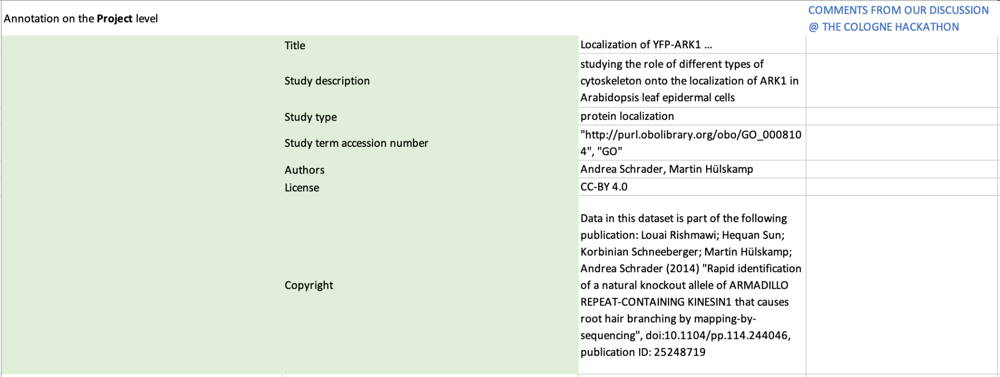 Annotation on the Project level
COMMENTS FROM OUR DISCUSSION
@ THE COLOGNE HACKATHON
Title
Localization of YFP-ARK1 ...
Study description
studying the role of different types of
cytoskeleton onto the localization of ARK1 in
Arabidopsis leaf epidermal cells
Study type
protein localization
Study term accession number
"http://purl.obolibrary.org/obo/GO_000810
4", "GO"
Authors
Andrea Schrader, Martin Hülskamp
License
CC-BY 4.0
Copyright
Data in this dataset is part of the following
publication: Louai Rishmawi; Hequan Sun;
Korbinian Schneeberger; Martin Hülskamp;
Andrea Schrader (2014) "Rapid identification
of a natural knockout allele of ARMADILLO
REPEAT-CONTAINING KINESIN1 that causes
root hair branching by mapping-by-
sequencing", doi:10.1104/pp.114.244046,
publication ID: 25248719